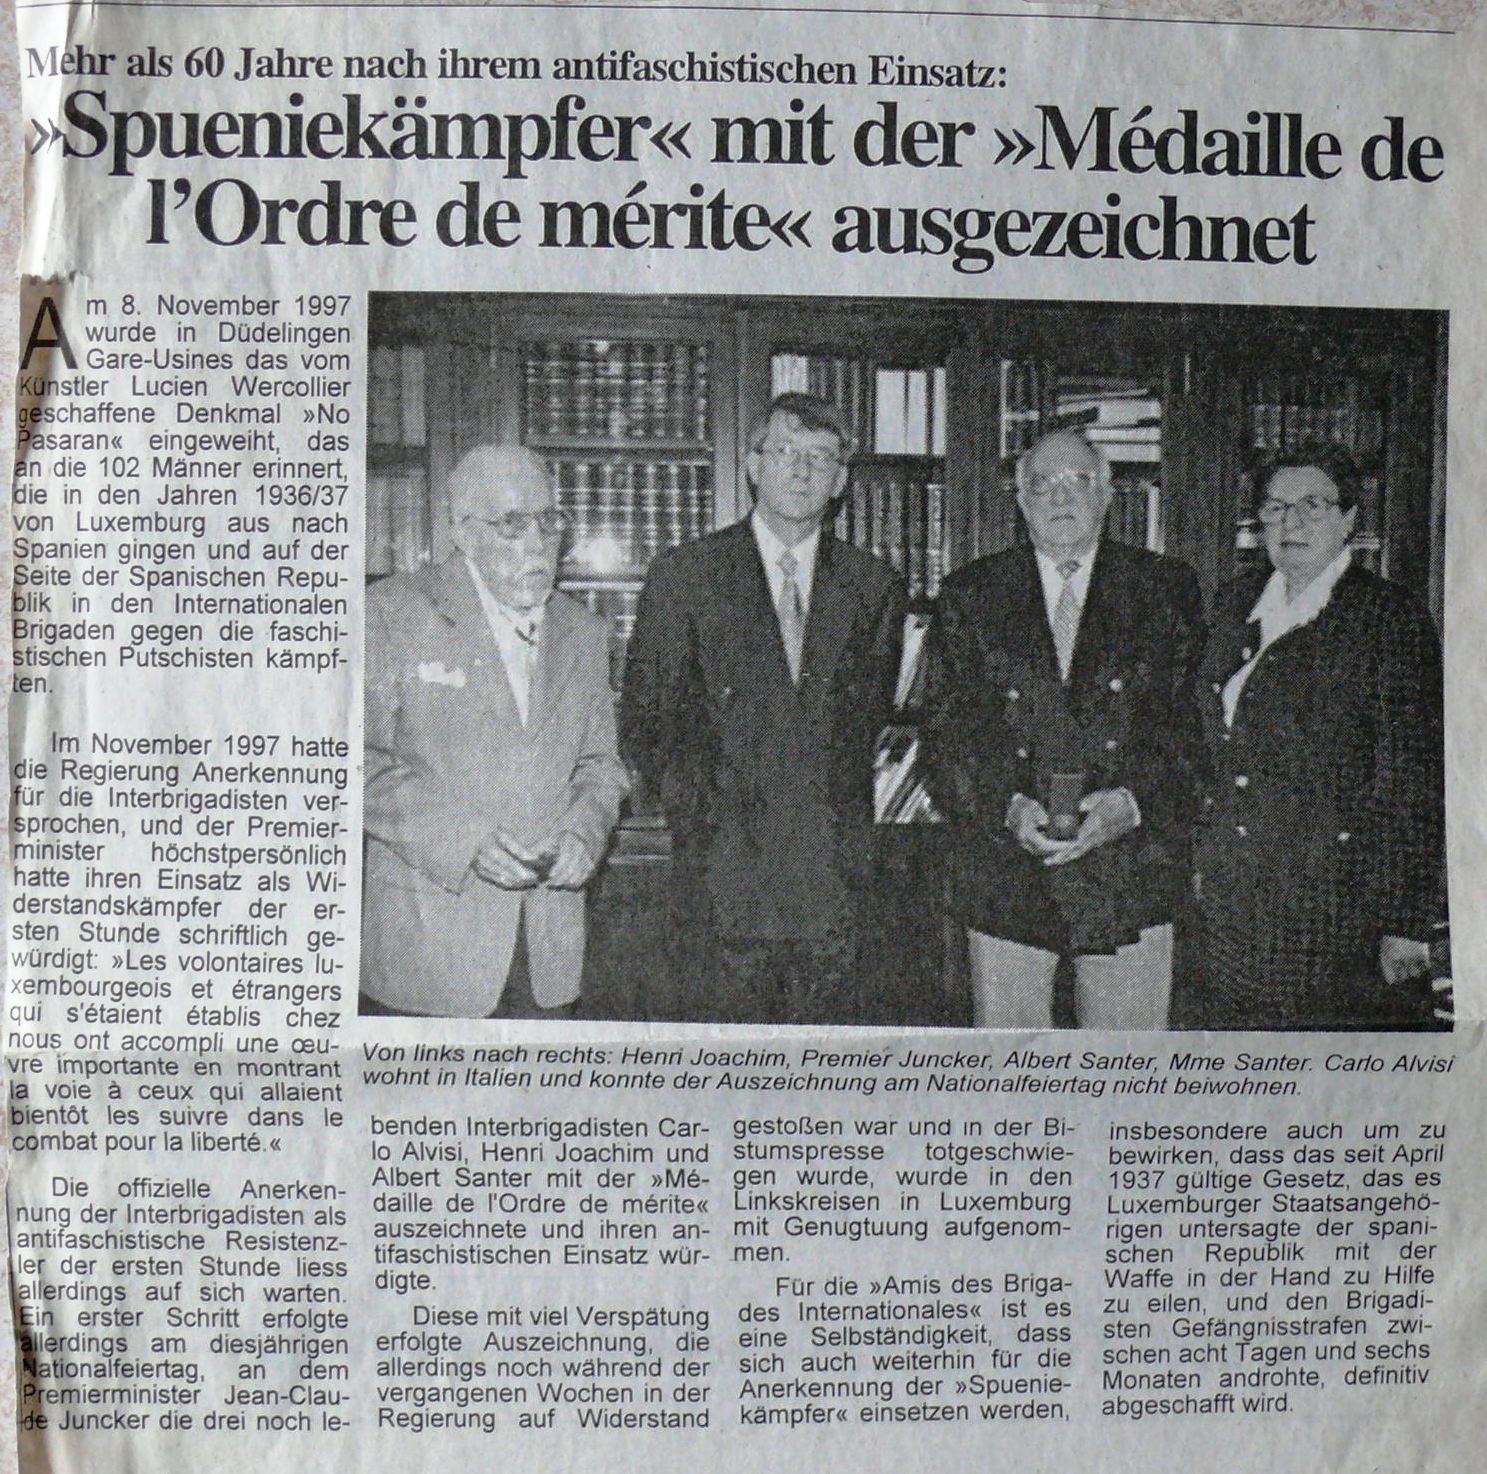 Mehr als 60 Jahre nach ihrem antifaschistischen Einsatz:
»Spueniekämpfer« mit der »Médaille de
l'Ordre de mérite« ausgezeichnet
Am 8. November 1997
wurde in Düdelingen
Gare-Usines das vom
Künstler Lucien Wercollier
geschaffene Denkmal »No
Pasaran« eingeweiht, das
an die 102 Männer erinnert,
die in den Jahren 1936/37
von Luxemburg aus nach
Spanien gingen und auf der
Seite der Spanischen Repu-
blik in den Internationalen
Brigaden gegen die faschi-
stischen Putschisten kämpf-
ten.
Im November 1997 hatte
die Regierung Anerkennung
für die Interbrigadisten ver-
sprochen, und der Premier-
minister höchstpersönlich
hatte ihren Einsatz als Wi-
derstandskämpfer der er-
sten Stunde schriftlich ge-
würdigt: »Les volontaires lu-
xembourgeois et étrangers
qui s'étaient établis chez
nous ont accompli une œu-
vre importante en montrant
la voie à ceux qui allaient
bientôt les suivre dans le
combat pour la liberté.«
Die offizielle Anerken-
nung der Interbrigadisten als
antifaschistische Resistenz-
ler der ersten Stunde liess
allerdings auf sich warten.
Ein erster Schritt erfolgte
allerdings am diesjährigen
Nationalfeiertag, an dem
Premierminister Jean-Clau-
de Juncker die drei noch le-
Von links nach rechts: Henri Joachim, Premier Juncker, Albert Santer, Mme Santer. Carlo Alvisi
wohnt in Italien und konnte der Auszeichnung am Nationalfeiertag nicht beiwohnen.
benden Interbrigadisten Car-
lo Alvisi, Henri Joachim und
Albert Santer mit der »Mé-
daille de l'Ordre de mérite«
auszeichnete und ihren an-
tifaschistischen Einsatz wür-
digte.
Diese mit viel Verspätung
erfolgte Auszeichnung, die
allerdings noch während der
vergangenen Wochen in der
Regierung auf Widerstand
gestoßen war und in der Bi-
stumspresse totgeschwie-
gen wurde, wurde in den
Linkskreisen in Luxemburg
mit Genugtuung aufgenom-
men.
Für die »Amis des Briga-
des Internationales« ist es
eine Selbständigkeit, dass
sich auch weiterhin für die
Anerkennung der »Spuenie-
kämpfer« einsetzen werden,
insbesondere auch um zu
bewirken, dass das seit April
1937 gültige Gesetz, das es
Luxemburger Staatsangehö-
rigen untersagte der spani-
schen Republik mit der
Waffe in der Hand zu Hilfe
zu eilen, und den Brigadi-
sten Gefängnisstrafen zwi-
schen acht Tagen und sechs
Monaten androhte, definitiv
abgeschafft wird.